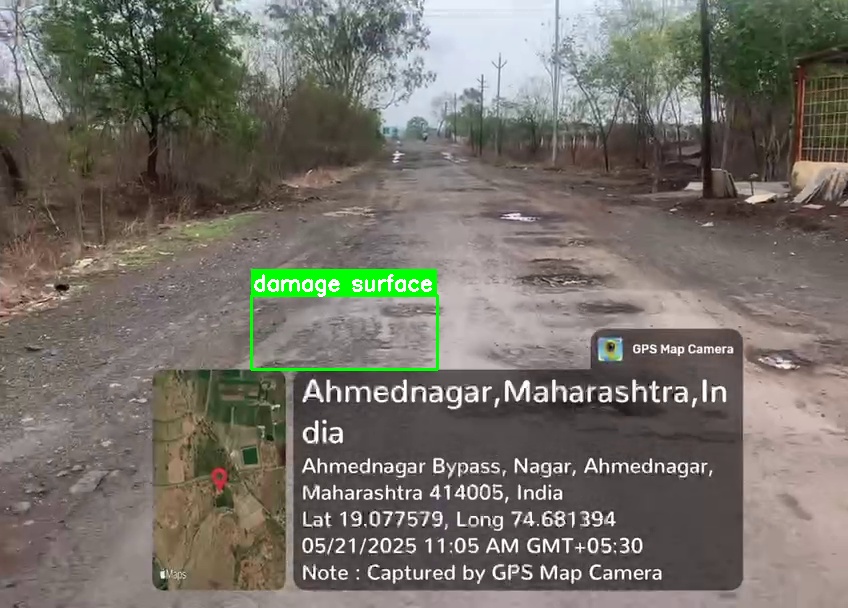 damage surface
GPS Map Camera
Ahmednagar,Maharashtra,In
dia
Ahmednagar Bypass, Nagar, Ahmednagar,
Maharashtra 414005, India
Lat 19.077579, Long 74.681394
05/21/2025 11:05 AM GMT+05:30
Note : Captured by GPS Map Camera
Maps